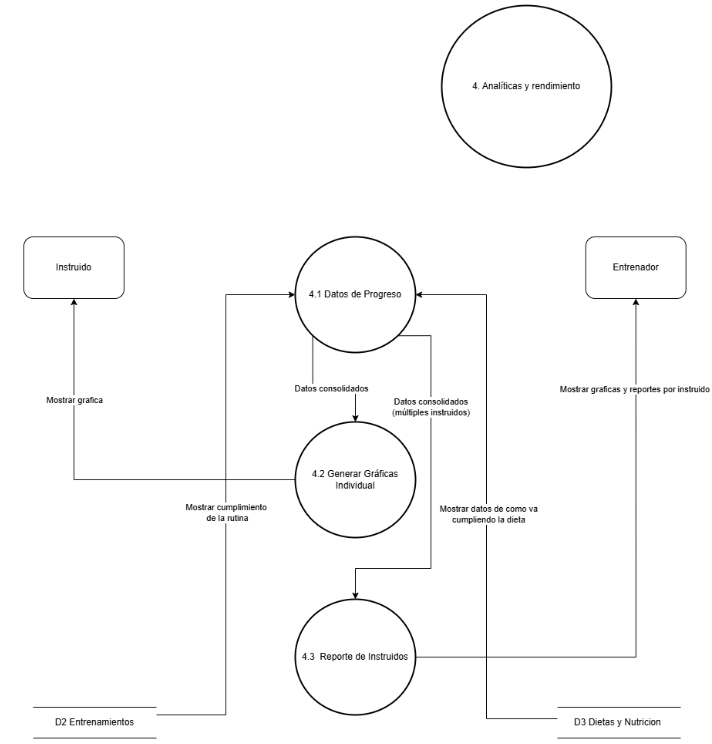 4. Analíticas y rendimiento
Instruido
4.1 Datos de Progreso
Entrenador
Datos consolidados
Mostrar grafica
Datos consolidados
(múltiples instruidos)
Mostrar graficas y reportes por instruido
4.2 Generar Gráficas
Individual
Mostrar cumplimiento
de la rutina
Mostrar datos de como va
cumpliendo la dieta
4.3 Reporte de Instruidos
D2 Entrenamientos
D3 Dietas y Nutricion